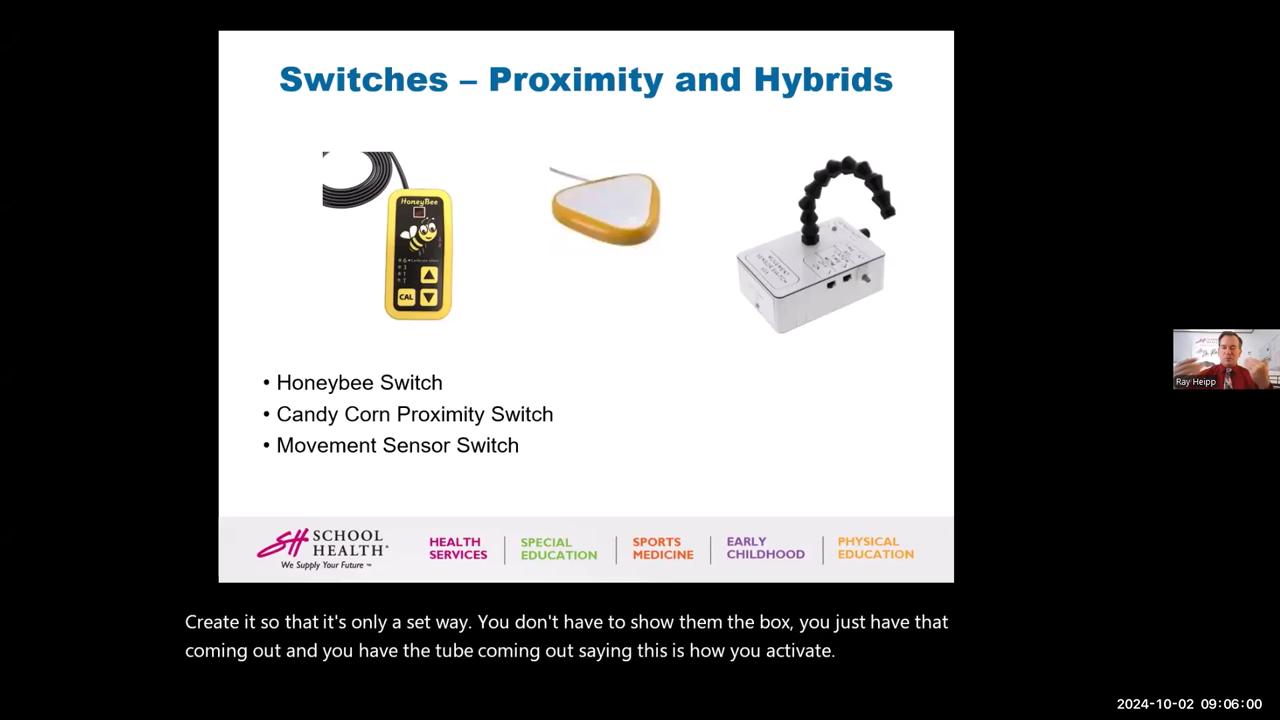 Switches – Proximity and Hybrids
HoneyBee
CAL
• Honeybee Switch
• Candy Corn Proximity Switch
• Movement Sensor Switch
SH SCHOOL HEALTH®
We Supply Your Future™
HEALTH SERVICES
SPECIAL EDUCATION
SPORTS MEDICINE
EARLY CHILDHOOD
PHYSICAL EDUCATION
Ray Heipp
Create it so that it's only a set way. You don't have to show them the box, you just have that
coming out and you have the tube coming out saying this is how you activate.
2024-10-02 09:06:00